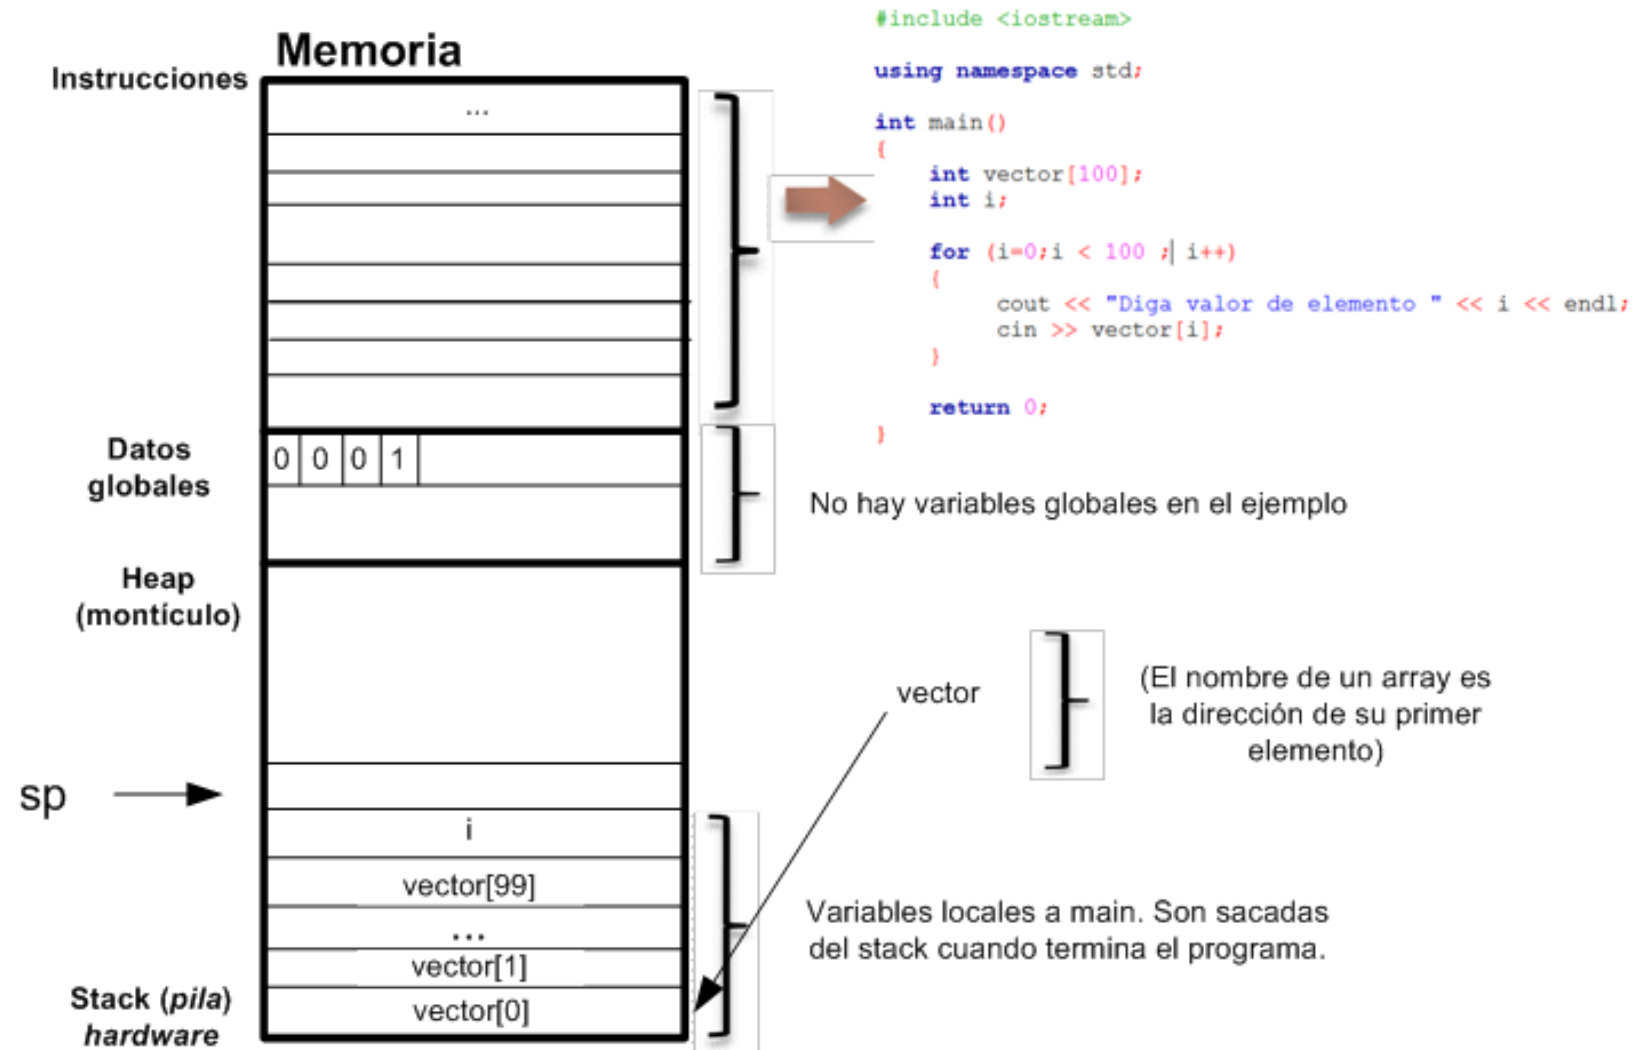 Memoria
Instrucciones
...
#include <iostream>
using namespace std;
int main()
{
int vector[100];
int i;
for (i=0;i < 100 ; i++)
{
cout << "Diga valor de elemento " << i << endl;
cin >> vector[i];
}
return 0;
}
Datos
globales
0 0 0 1
No hay variables globales en el ejemplo
Heap
(montículo)
vector
(El nombre de un array es
la dirección de su primer
elemento)
sp
i
vector[99]
...
vector[1]
vector[0]
Variables locales a main. Son sacadas
del stack cuando termina el programa.
Stack (pila)
hardware